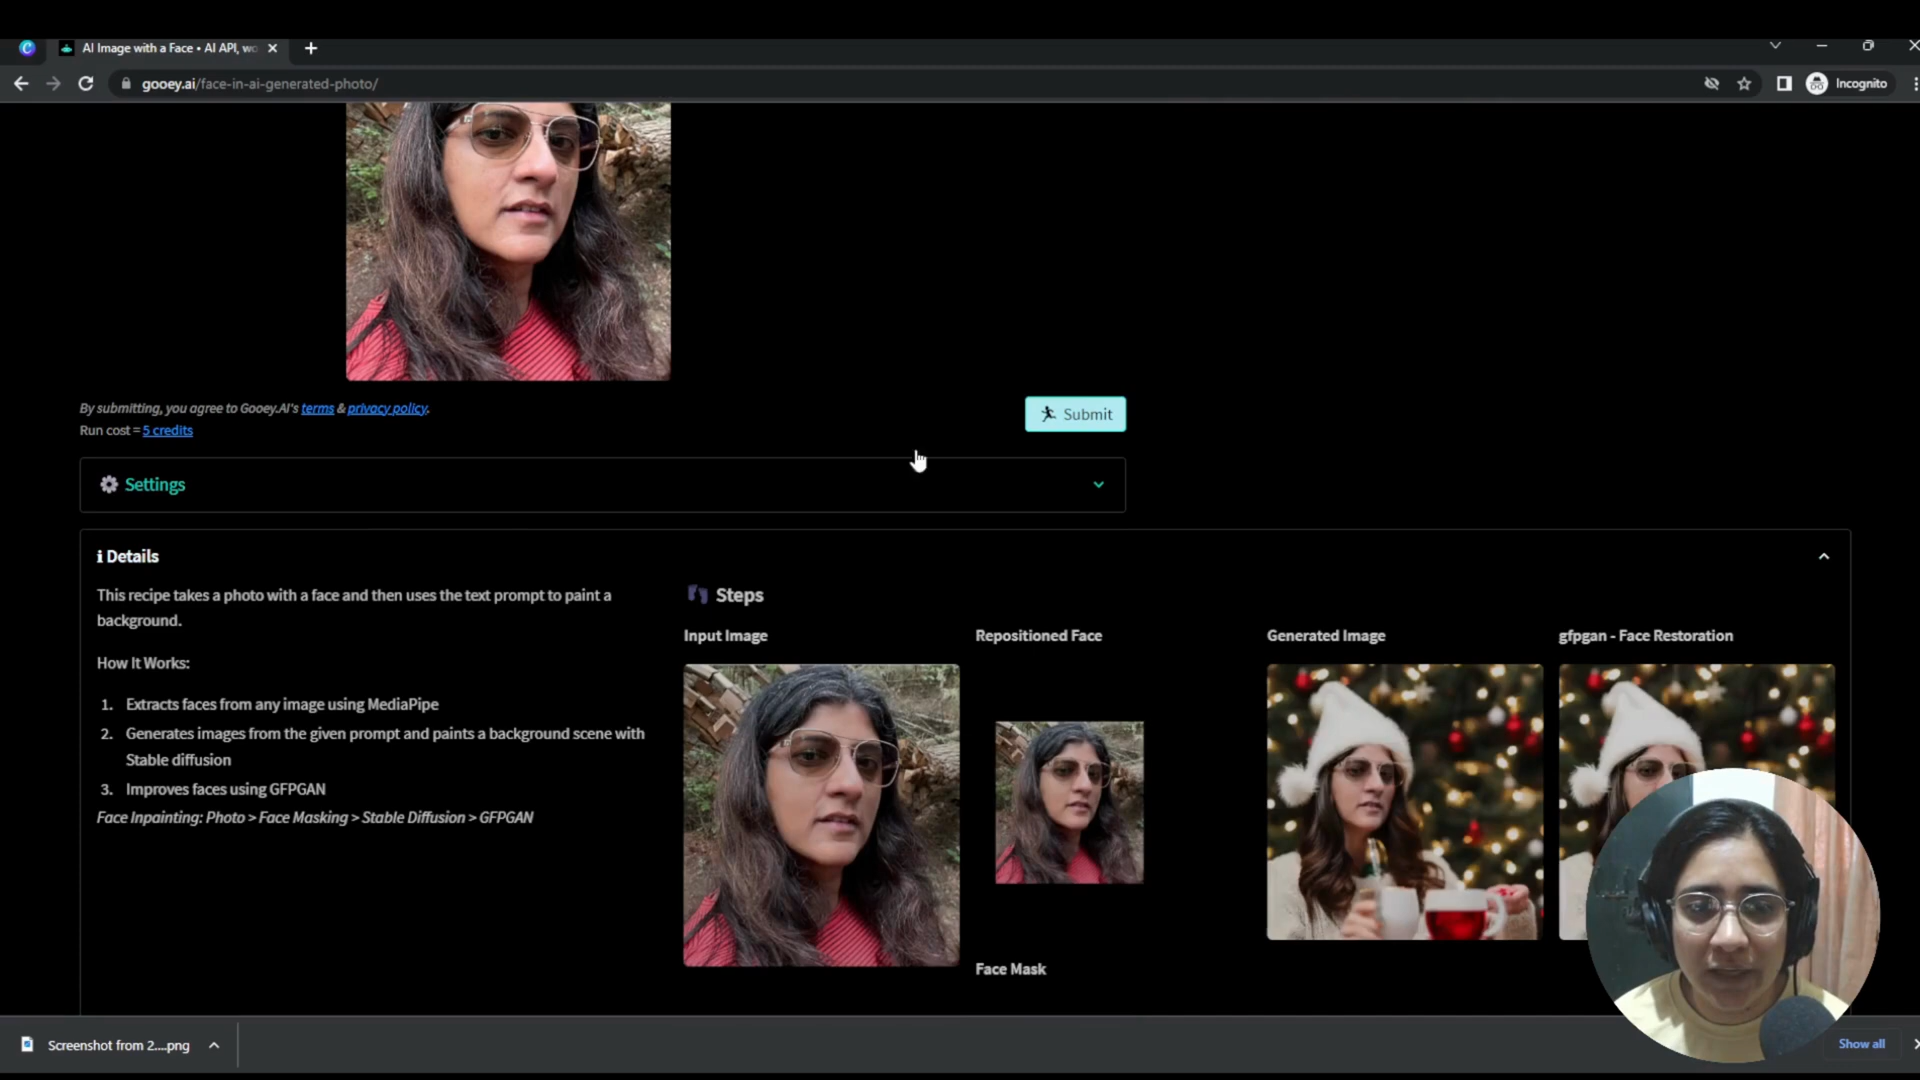 AI Image with a Face • AI API, wo
gooey.ai/face-in-ai-generated-photo/
Incognito
By submitting, you agree to Gooey.AI's terms & privacy policy.
Run cost = 5 credits
Submit
Settings
Details
This recipe takes a photo with a face and then uses the text prompt to paint a
background.
How It Works:
1. Extracts faces from any image using MediaPipe
2. Generates images from the given prompt and paints a background scene with
Stable diffusion
3. Improves faces using GFPGAN
Face Inpainting: Photo > Face Masking > Stable Diffusion > GFPGAN
Steps
Input Image
Repositioned Face
Generated Image
gfpgan - Face Restoration
Face Mask
Screenshot from 2....png
Show all